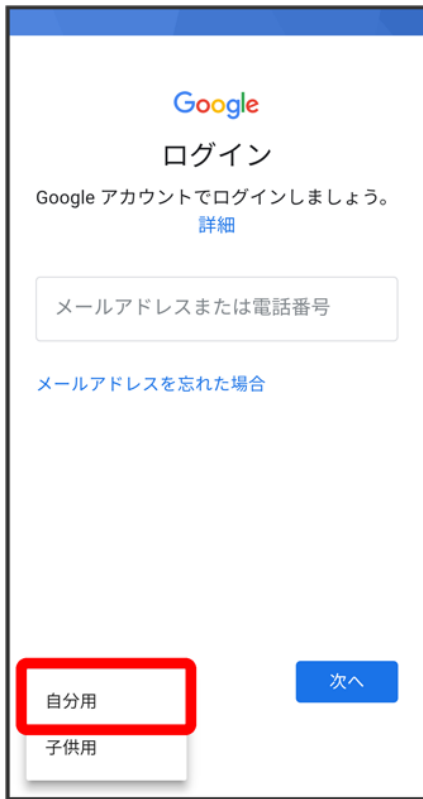 Google
ログイン
Google アカウントでログインしましょう。
詳細
メールアドレスまたは電話番号
メールアドレスを忘れた場合
次へ
自分用
子供用